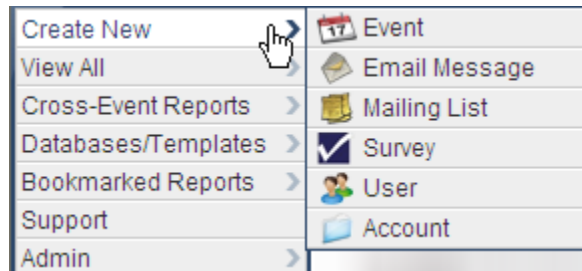 Create New
View All
Cross-Event Reports
Databases/Templates
Bookmarked Reports
Support
Admin
17 Event
Email Message
Mailing List
Survey
User
Account